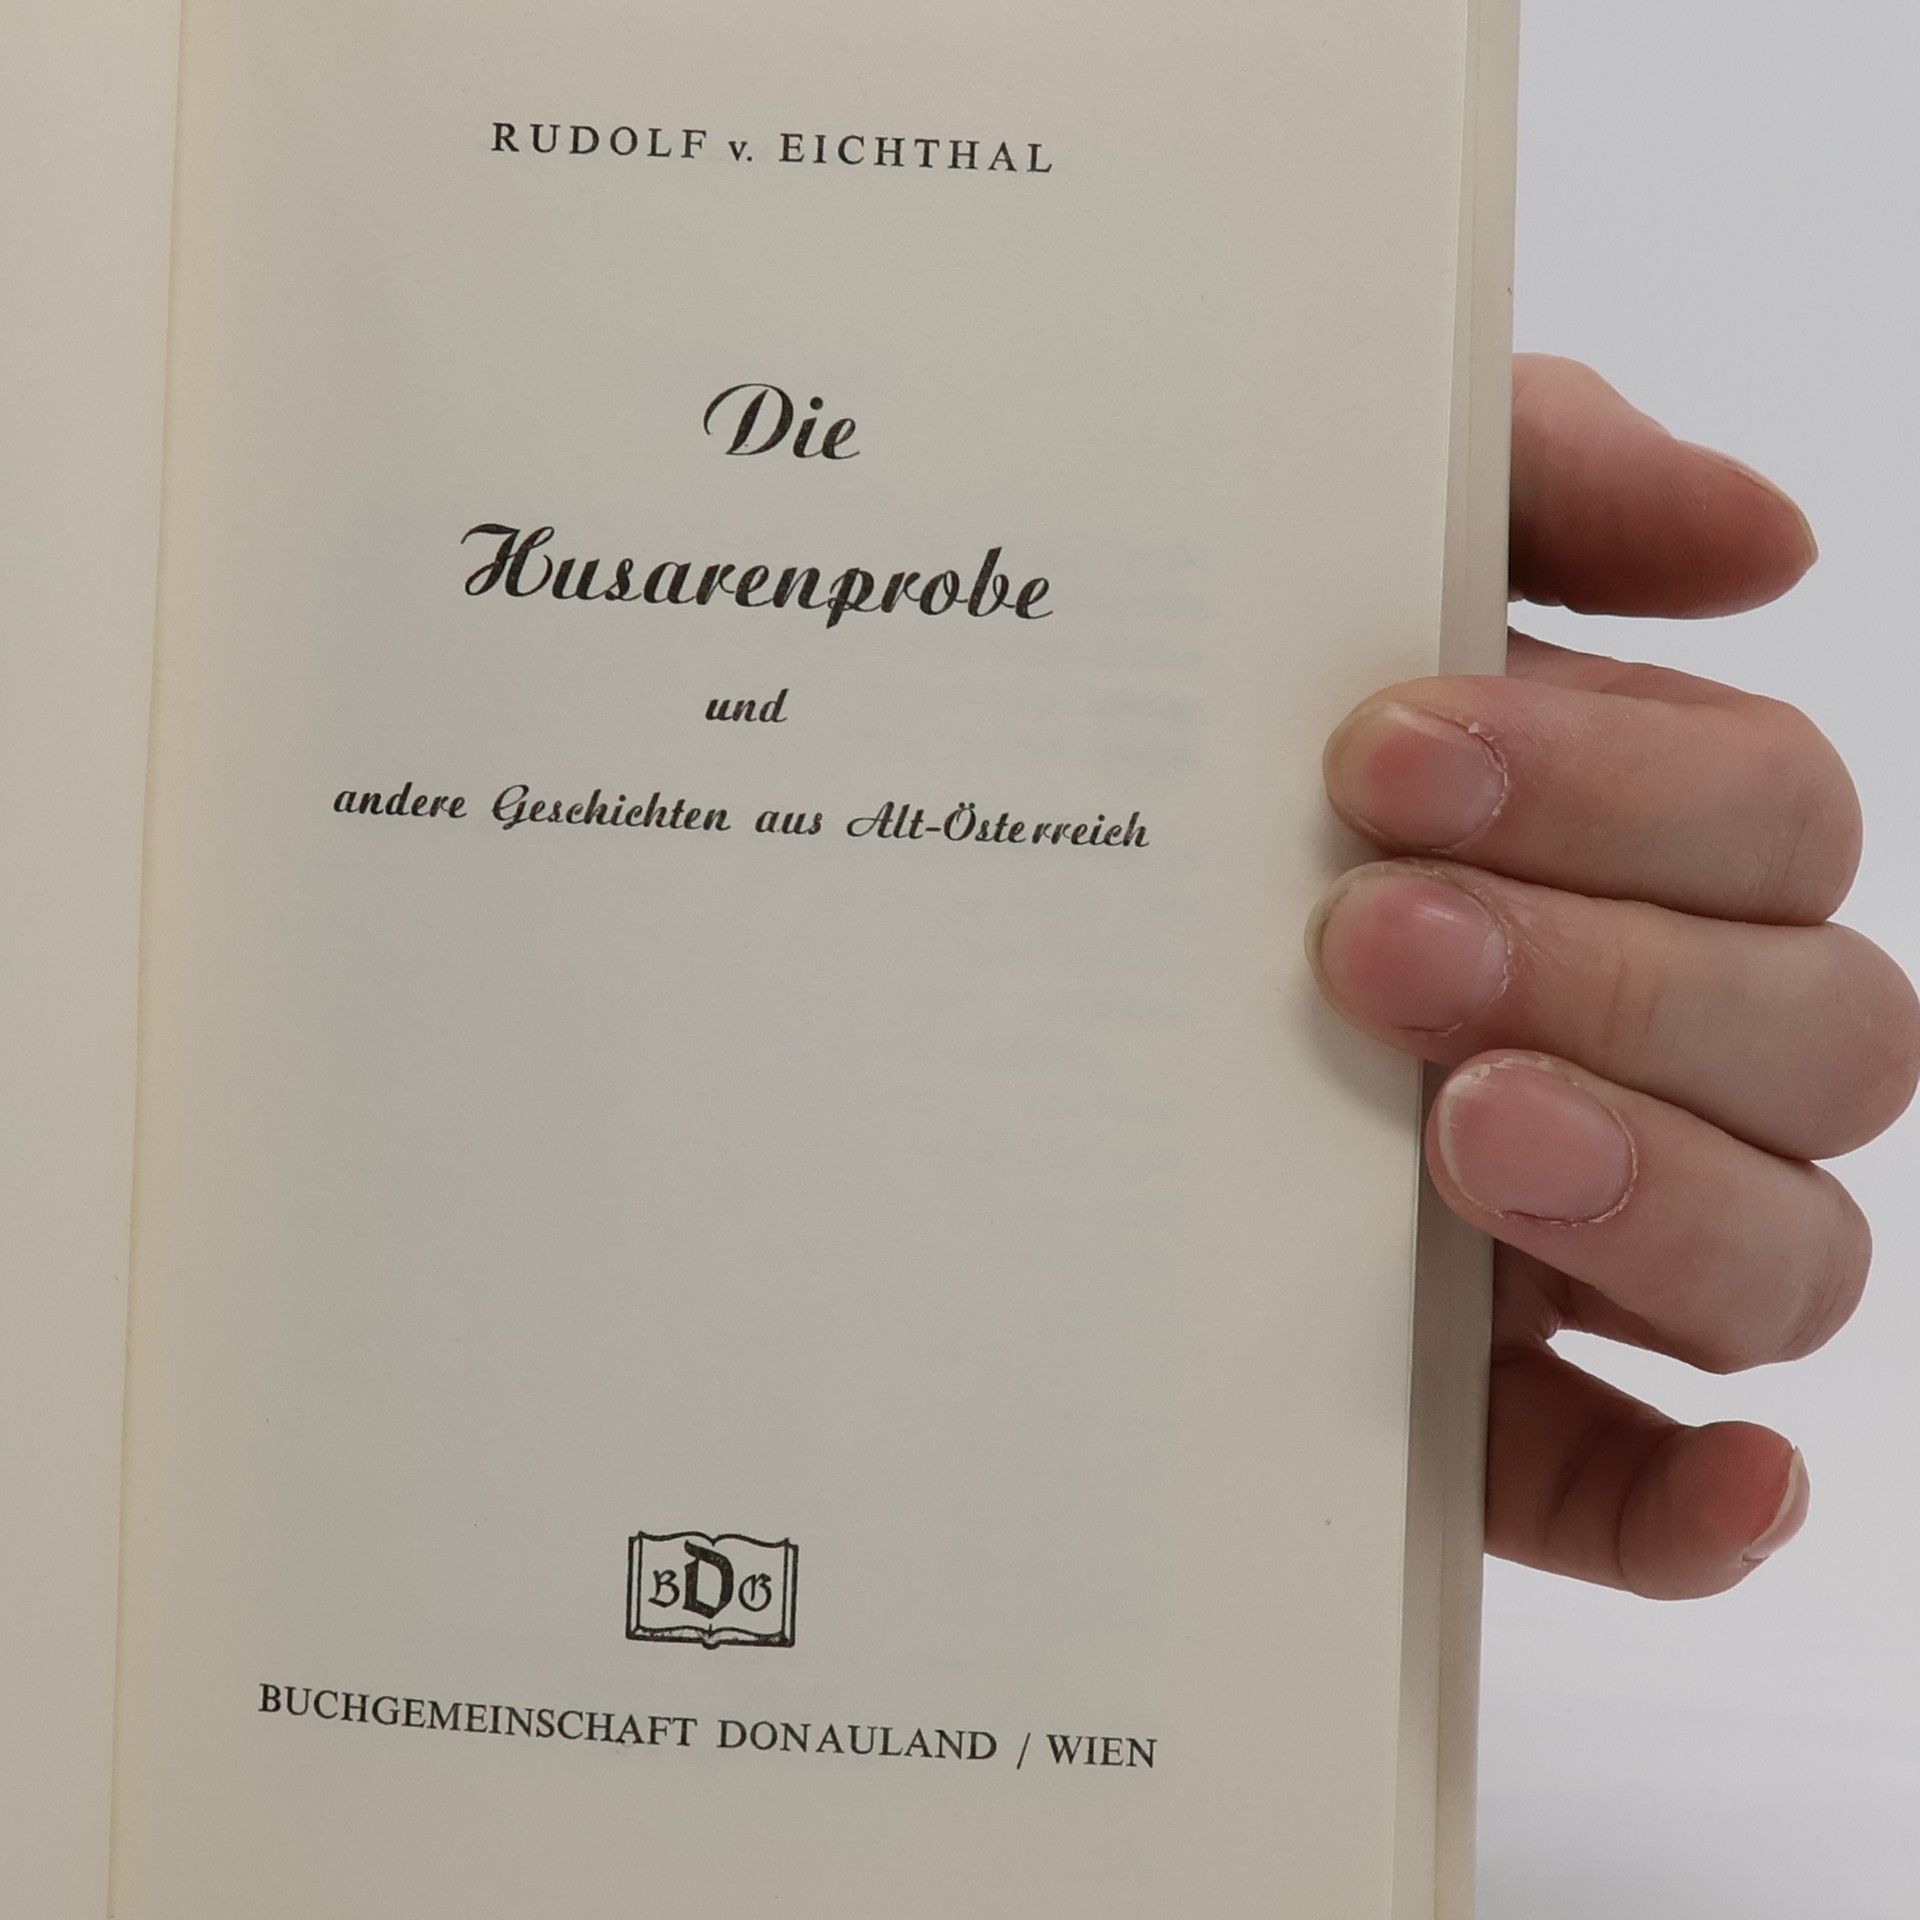 RUDOLF v. EICHTHAL
Die
Husarenprobe
und
andere Geschichten aus Alt-Österreich
BDG
BUCHGEMEINSCHAFT DONAULAND / WIEN